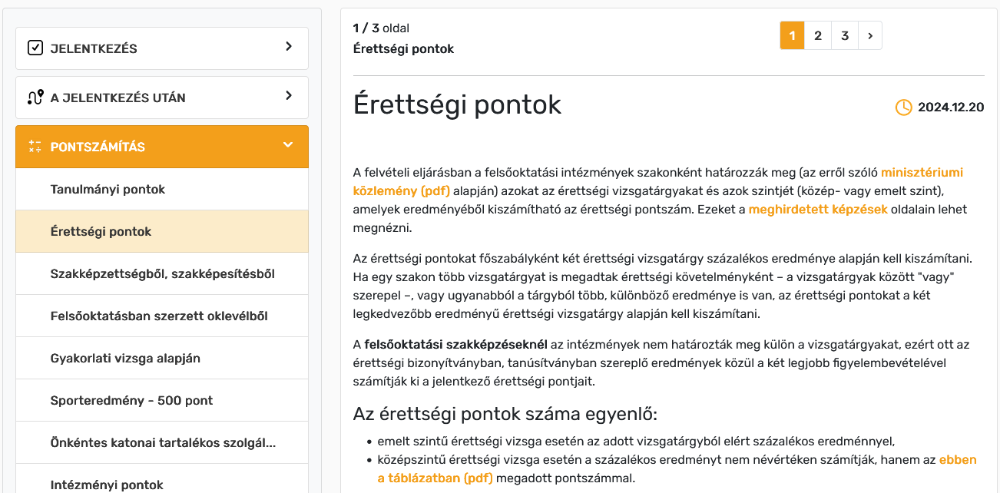 JELENTKEZÉS
A JELENTKEZÉS UTÁN
PONTSZÁMÍTÁS
Tanulmányi pontok
Érettségi pontok
Szakképzettségből, szakképesítésből
Felsőoktatásban szerzett oklevélből
Gyakorlati vizsga alapján
Sporteredmény - 500 pont
Önkéntes katonai tartalékos szolgál...
Intézményi pontok
1 / 3 oldal
Érettségi pontok
1 2 3 ›
Érettségi pontok
2024.12.20
A felvételi eljárásban a felsőoktatási intézmények szakonként határozzák meg (az erről szóló minisztériumi
közlemény (pdf) alapján) azokat az érettségi vizsgatárgyakat és azok szintjét (közép- vagy emelt szint),
amelyek eredményéből kiszámítható az érettségi pontszám. Ezeket a meghirdetett képzések oldalain lehet
megnézni.
Az érettségi pontokat főszabályként két érettségi vizsgatárgy százalékos eredménye alapján kell kiszámítani.
Ha egy szakon több vizsgatárgyat is megadtak érettségi követelményként – a vizsgatárgyak között "vagy"
szerepel –, vagy ugyanabból a tárgyból több, különböző eredménye is van, az érettségi pontokat a két
legkedvezőbb eredményű érettségi vizsgatárgy alapján kell kiszámítani.
A felsőoktatási szakképzéseknél az intézmények nem határozták meg külön a vizsgatárgyakat, ezért ott az
érettségi bizonyítványban, tanúsítványban szereplő eredmények közül a két legjobb figyelembevételével
számítják ki a jelentkező érettségi pontjait.
Az érettségi pontok száma egyenlő:
• emelt szintű érettségi vizsga esetén az adott vizsgatárgyból elért százalékos eredménnyel,
• középszintű érettségi vizsga esetén a százalékos eredményt nem névértéken számítják, hanem az ebben
a táblázatban (pdf) megadott pontszámmal.